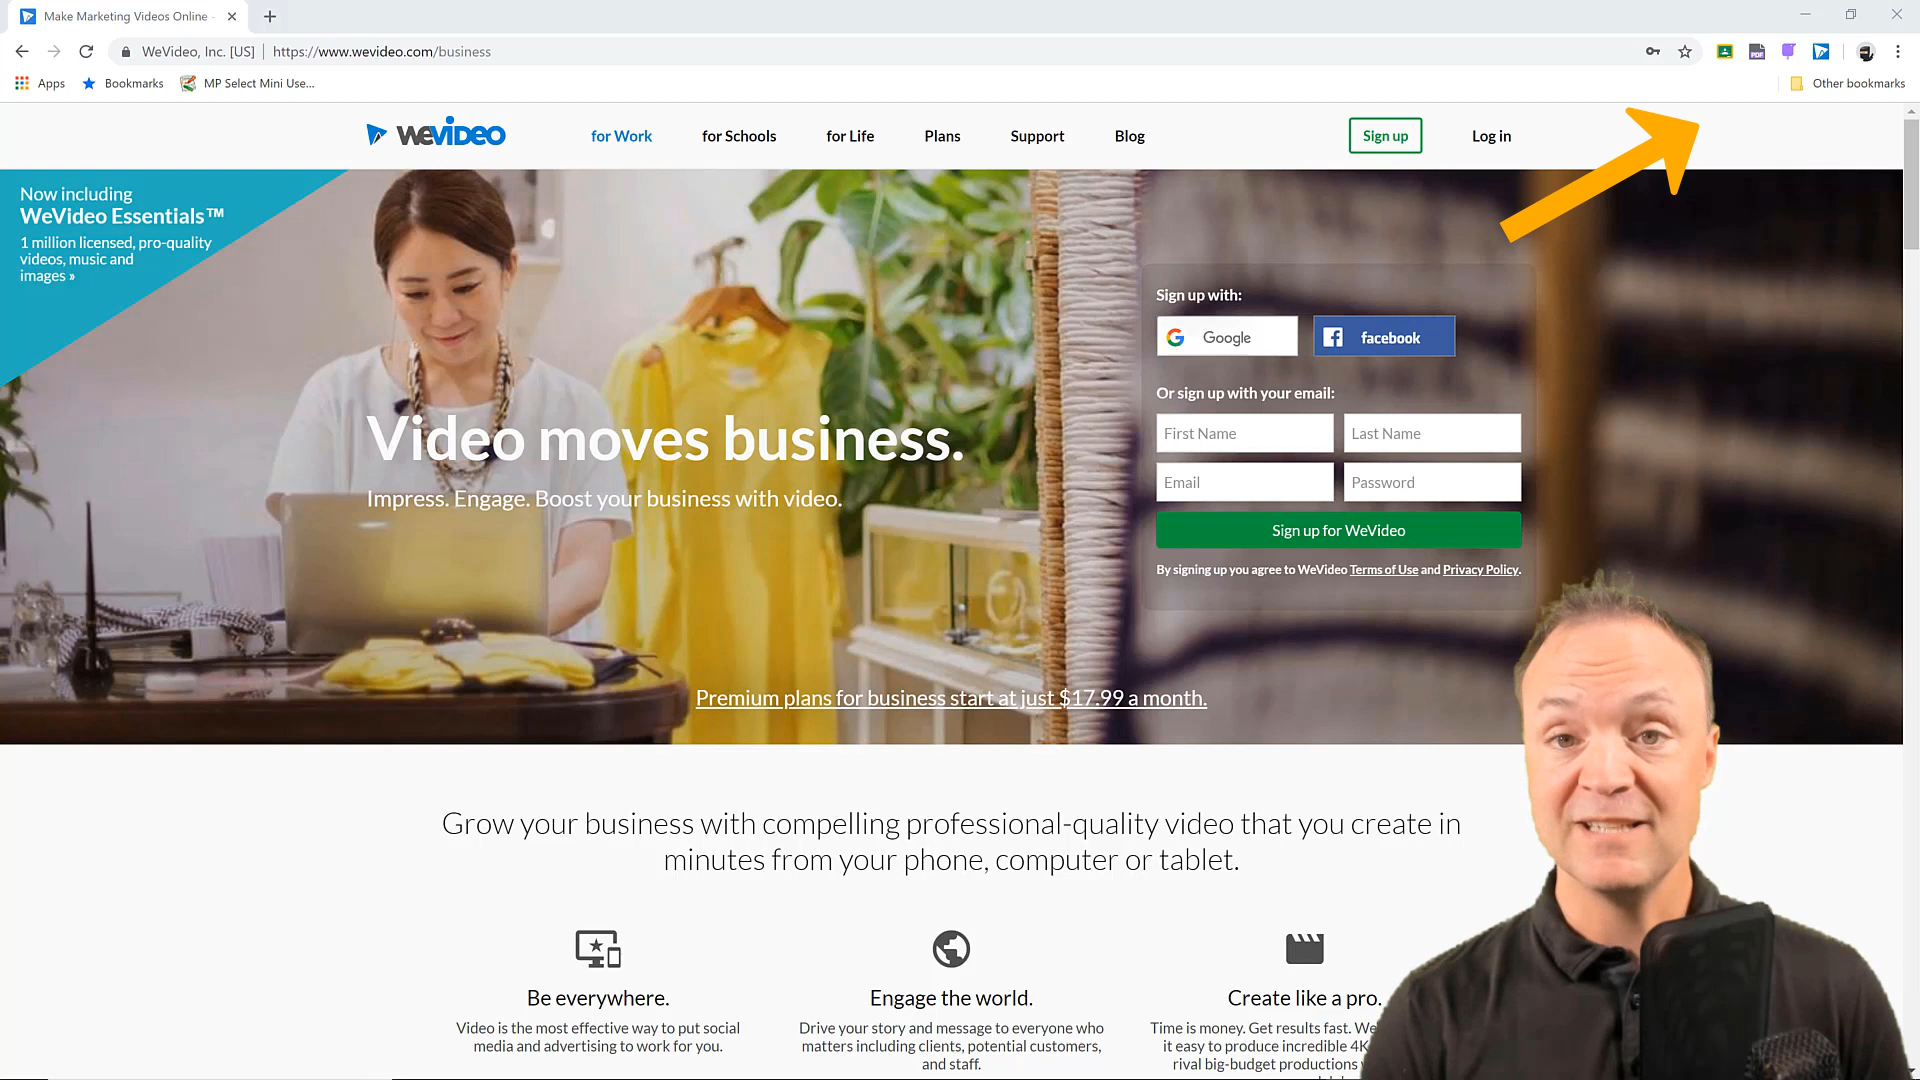 Make Marketing Videos Online -
WeVideo, Inc. [US]
https://www.wevideo.com/business
PDF
Apps
Bookmarks
MP Select Mini Use...
Other bookmarks
WEVIDEO
for Work
for Schools
for Life
Plans
Support
Blog
Sign up
Log in
Now including
WeVideo Essentials™
1 million licensed, pro-quality
videos, music and
images »
Video moves business.
Impress. Engage. Boost your business with video.
Sign up with:
Google
facebook
Or sign up with your email:
First Name
Last Name
Email
Password
Sign up for WeVideo
By signing up you agree to WeVideo Terms of Use and Privacy Policy.
Premium plans for business start at just $17.99 a month.
Grow your business with compelling professional-quality video that you create in
minutes from your phone, computer or tablet.
Be everywhere.
Video is the most effective way to put social
media and advertising to work for you.
Engage the world.
Drive your story and message to everyone who
matters including clients, potential customers,
and staff.
Create like a pro.
Time is money. Get results fast. We
it easy to produce incredible 4K
rival big-budget productions